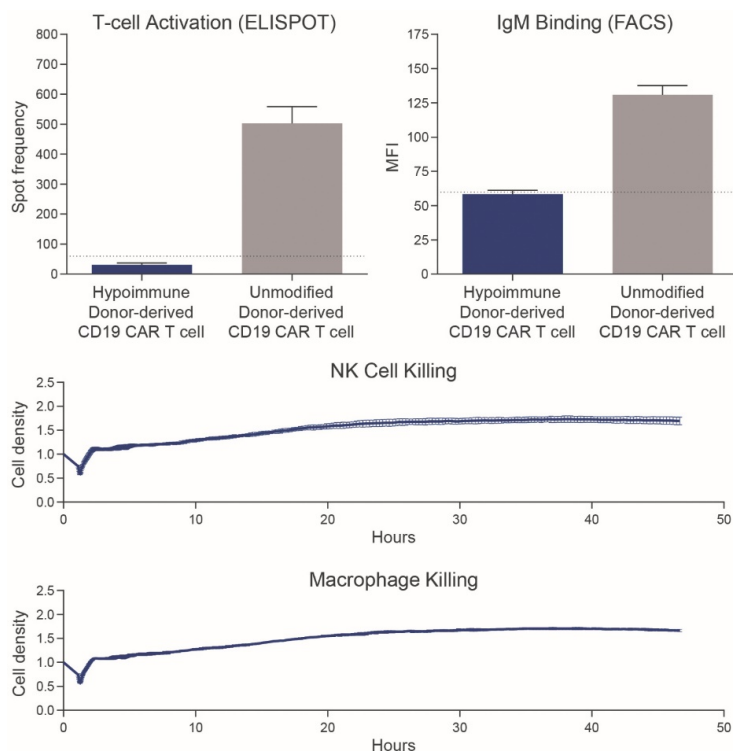 T-cell Activation (ELISPOT)
800
700
600
500
400
300
200
100
0
Spot frequency
Hypoimmune
Donor-derived
CD19 CAR T cell
Unmodified
Donor-derived
CD19 CAR T cell
IgM Binding (FACS)
175
150
125
100
75
50
25
0
MFI
Hypoimmune
Donor-derived
CD19 CAR T cell
Unmodified
Donor-derived
CD19 CAR T cell
NK Cell Killing
2.5
2.0
1.5
1.0
0.5
0.0
Cell density
0 10 20 30 40 50
Hours
Macrophage Killing
2.5
2.0
1.5
1.0
0.5
0.0
Cell density
0 10 20 30 40 50
Hours